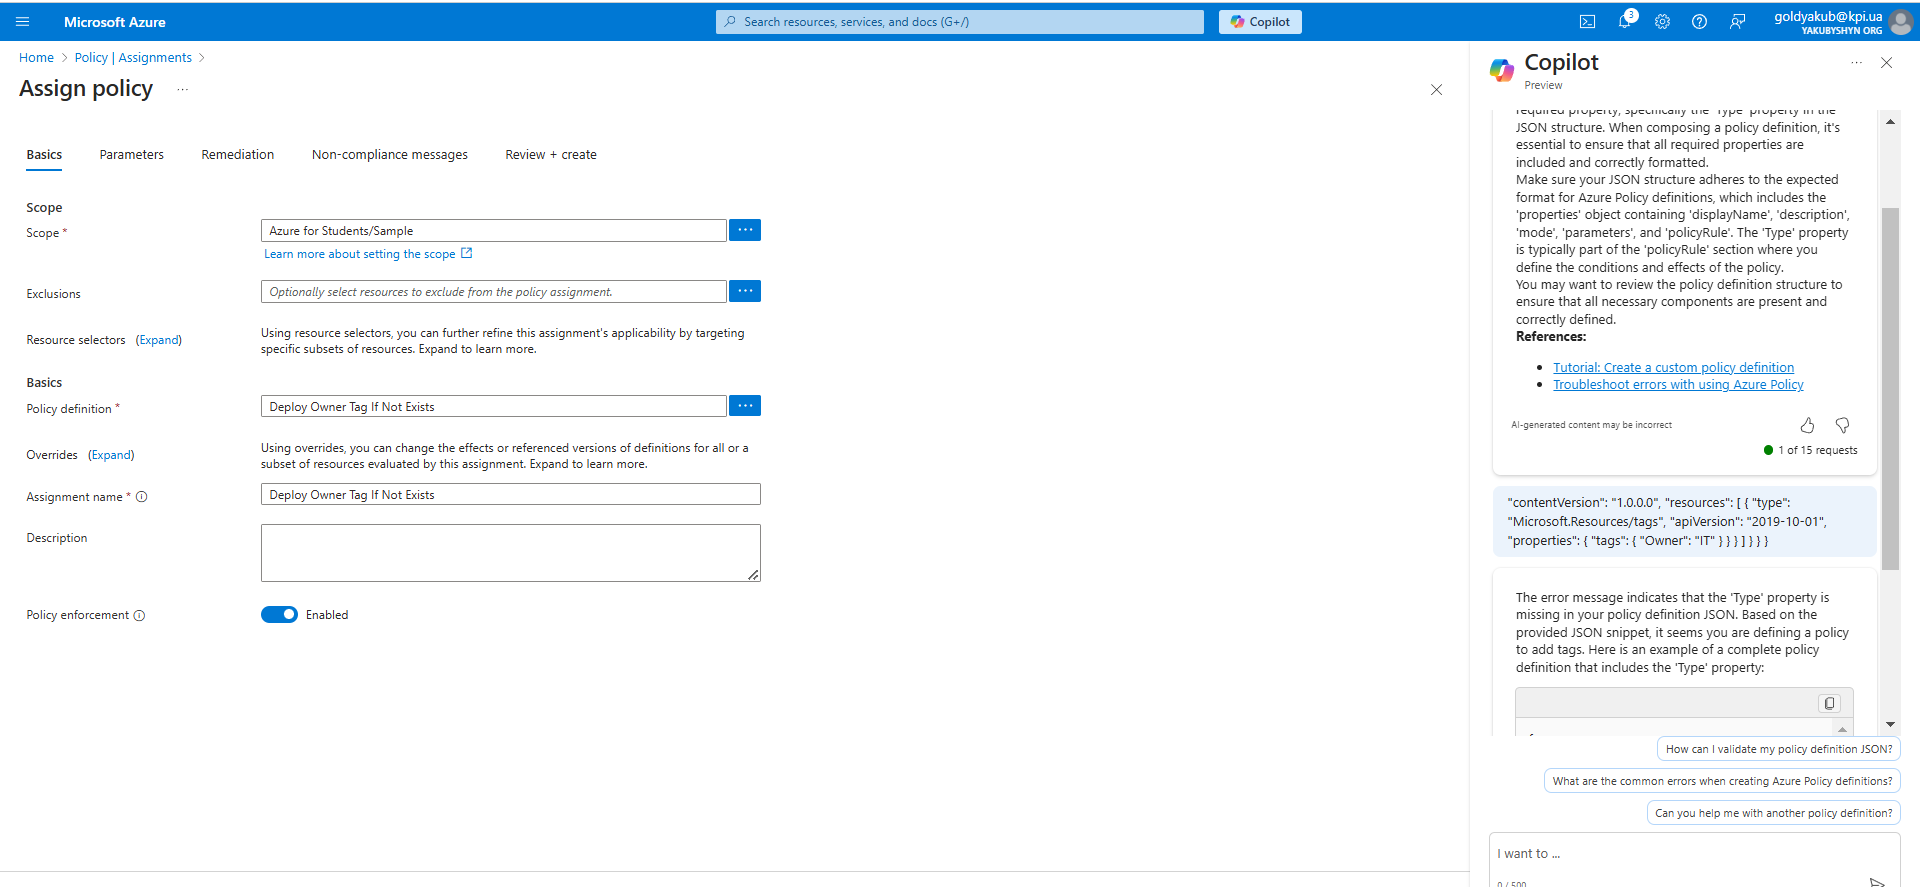 Microsoft Azure
Search resources, services, and docs (G+/)
Copilot
3
goldyakub@kpi.ua
YAKUBYSHYN ORG
Home > Policy | Assignments >
Assign policy ...
Basics
Parameters
Remediation
Non-compliance messages
Review + create
Scope
Scope *
Azure for Students/Sample
...
Learn more about setting the scope
Exclusions
Optionally select resources to exclude from the policy assignment.
...
Resource selectors (Expand)
Using resource selectors, you can further refine this assignment's applicability by targeting
specific subsets of resources. Expand to learn more.
Basics
Policy definition *
Deploy Owner Tag If Not Exists
...
Overrides (Expand)
Using overrides, you can change the effects or referenced versions of definitions for all or a
subset of resources evaluated by this assignment. Expand to learn more.
Assignment name *
Deploy Owner Tag If Not Exists
Description
Policy enforcement
Enabled
Copilot
Preview
...
required property, specifically the 'Type' property in the
JSON structure. When composing a policy definition, it's
essential to ensure that all required properties are
included and correctly formatted.
Make sure your JSON structure adheres to the expected
format for Azure Policy definitions, which includes the
'properties' object containing 'displayName', 'description',
'mode', 'parameters', and 'policyRule'. The 'Type' property
is typically part of the 'policyRule' section where you
define the conditions and effects of the policy.
You may want to review the policy definition structure to
ensure that all necessary components are present and
correctly defined.
References:
• Tutorial: Create a custom policy definition
• Troubleshoot errors with using Azure Policy
AI-generated content may be incorrect
1 of 15 requests
"contentVersion": "1.0.0.0", "resources": [ { "type":
"Microsoft.Resources/tags", "apiVersion": "2019-10-01",
"properties": { "tags": { "Owner": "IT" } } } ] } } }
The error message indicates that the 'Type' property is
missing in your policy definition JSON. Based on the
provided JSON snippet, it seems you are defining a policy
to add tags. Here is an example of a complete policy
definition that includes the 'Type' property:
How can I validate my policy definition JSON?
What are the common errors when creating Azure Policy definitions?
Can you help me with another policy definition?
I want to ...
0 / 500